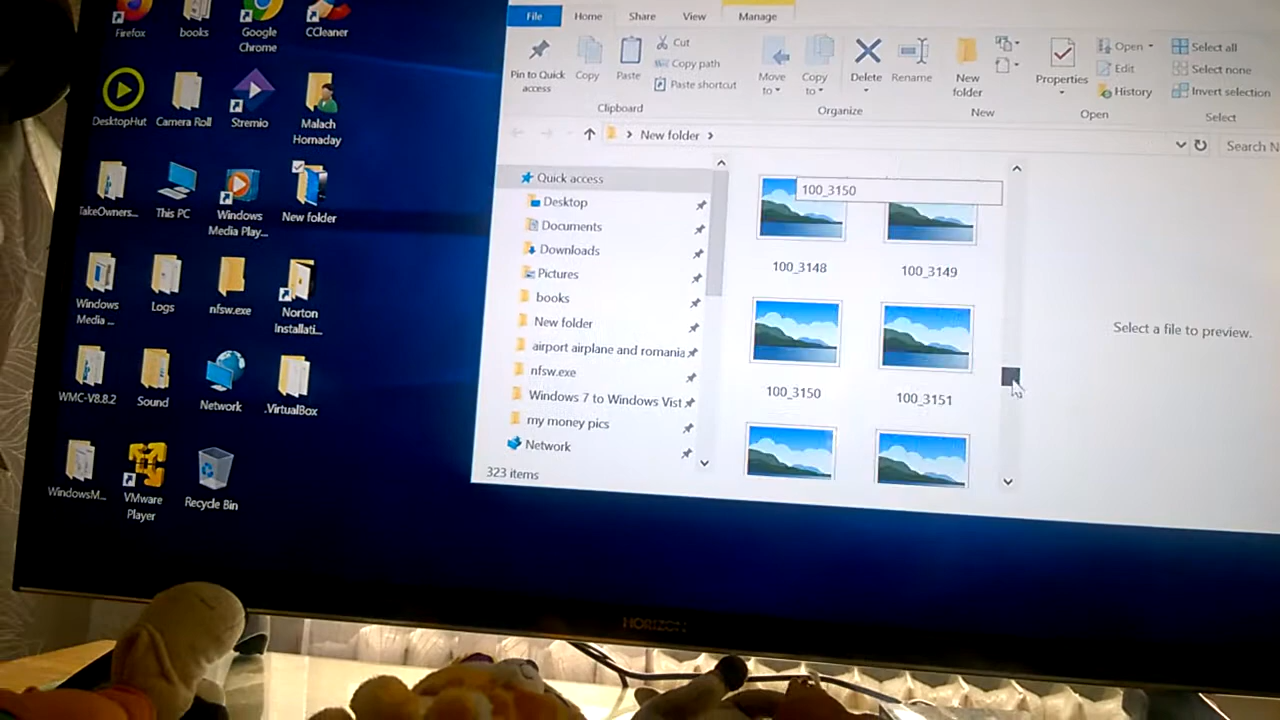 Firefox
books
Google
Chrome
CCleaner
DesktopHut
Camera Roll
Stremio
Malach
Hornaday
TakeOwners...
This PC
Windows
Media Play...
New folder
Windows
Media ...
Logs
nfsw.exe
Norton
Installati...
WMC-V8.8.2
Sound
Network
.VirtualBox
WindowsM...
VMware
Player
Recycle Bin
File
Home
Share
View
Manage
Pin to Quick
access
Copy
Paste
Cut
Copy path
Paste shortcut
Clipboard
Move
to
Copy
to
Delete
Rename
Organize
New
folder
New
Properties
Open
Edit
History
Open
Select all
Select none
Invert selection
Select
New folder
Search N
Quick access
Desktop
Documents
Downloads
Pictures
books
New folder
airport airplane and romania
nfsw.exe
Windows 7 to Windows Vist
my money pics
Network
323 items
100_3150
100_3148
100_3149
100_3150
100_3151
Select a file to preview.
HORIZON